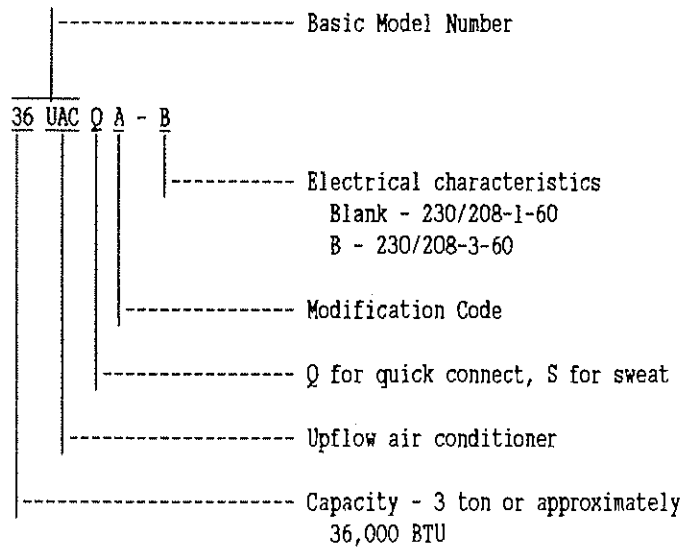 Basic Model Number
36 UAC Q A - B
Electrical characteristics
Blank - 230/208-1-60
B - 230/208-3-60
Modification Code
Q for quick connect, S for sweat
Upflow air conditioner
Capacity - 3 ton or approximately
36,000 BTU